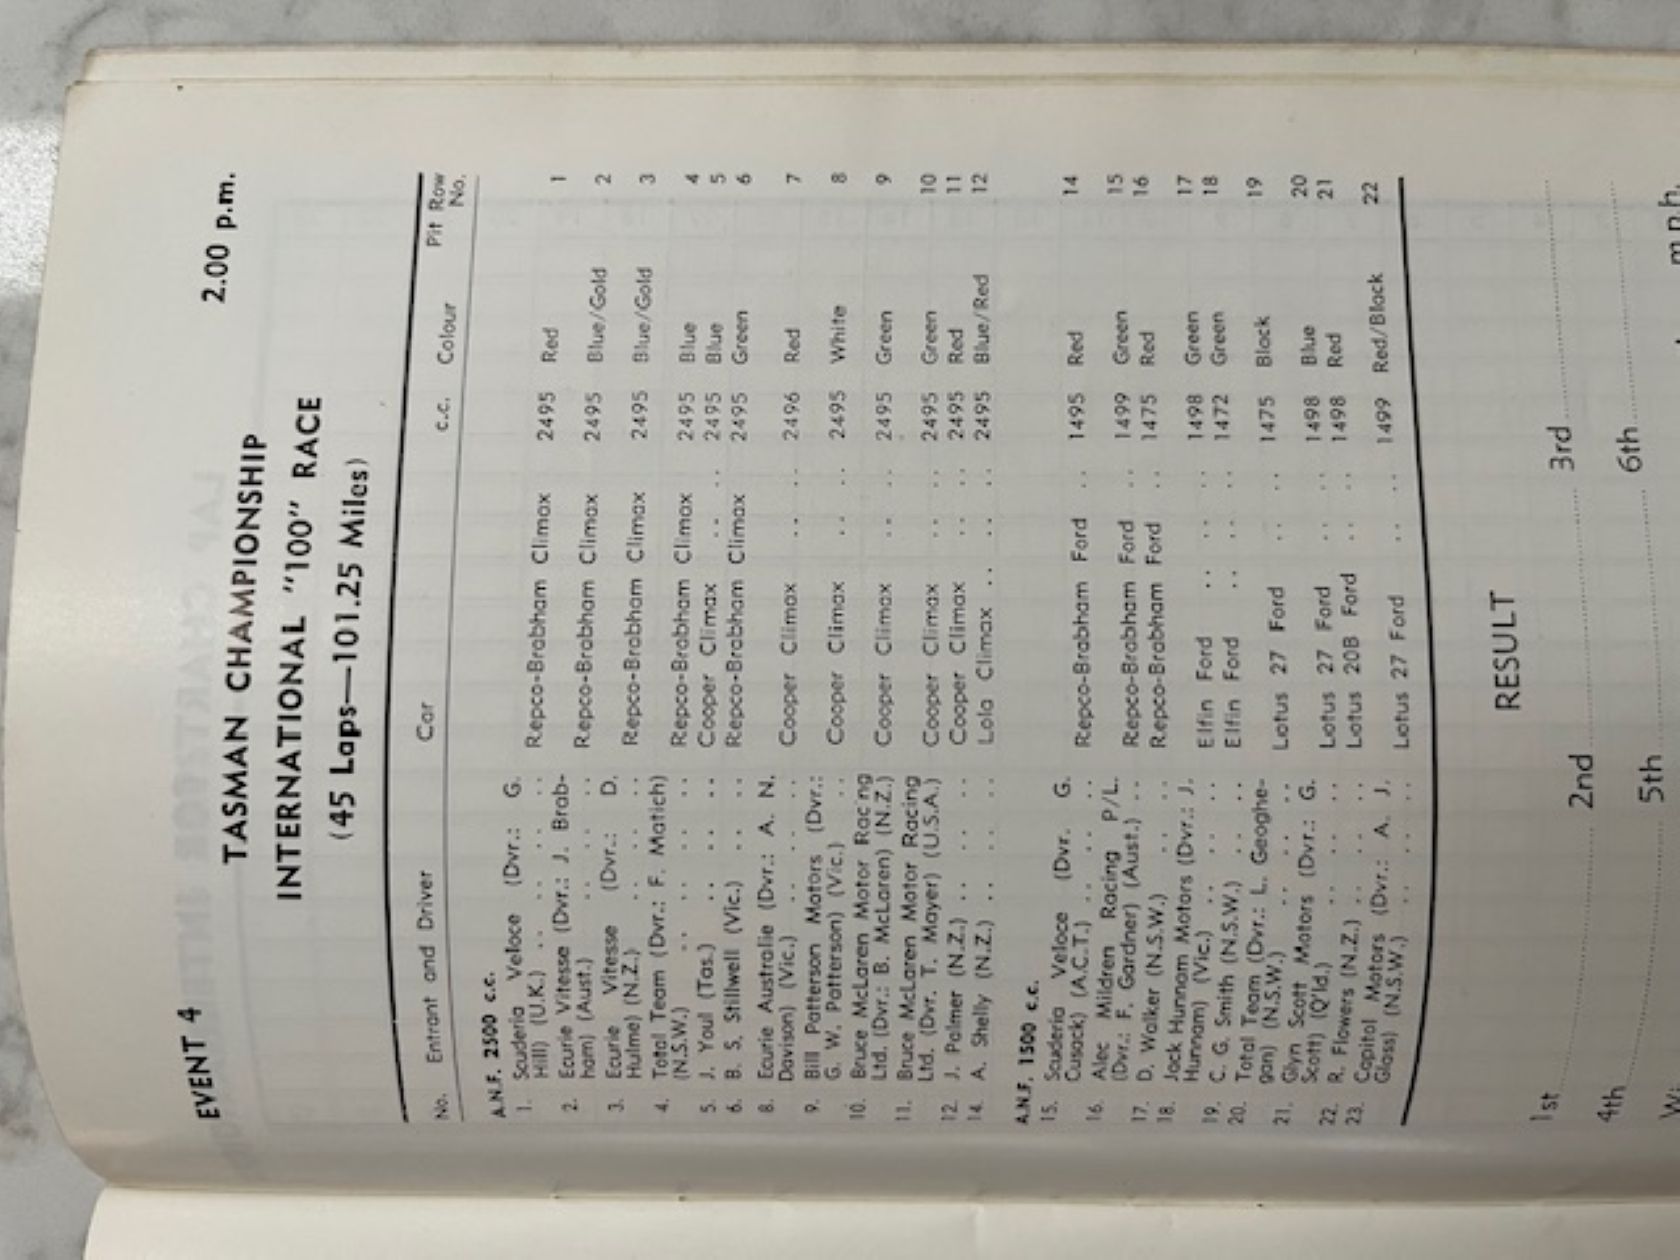 EVENT 4 2.00 p.m.
TASMAN CHAMPIONSHIP
INTERNATIONAL "100" RACE
(45 Laps—101.25 Miles)
No. Entrant and Driver Car c.c. Colour Pit Row No.
A.N.F. 2500 c.c.
1. Scuderia Veloce (Dvr.: G.
Hill) (U.K.) .. .. .. .. Repco-Brabham Climax 2495 Red 1
2. Ecurie Vitesse (Dvr.: J. Brab-
ham) (Aust.) .. .. Repco-Brabham Climax 2495 Blue/Gold 2
3. Ecurie Vitesse (Dvr.: D.
Hulme) (N.Z.) .. .. .. Repco-Brabham Climax 2495 Blue/Gold 3
4. Total Team (Dvr.: F. Matich)
(N.S.W.) .. .. .. .. Repco-Brabham Climax 2495 Blue 4
5. J. Youl (Tas.) .. .. .. Cooper Climax .. .. 2495 Blue 5
6. B. S. Stillwell (Vic.) .. .. Repco-Brabham Climax 2495 Green 6
8. Ecurie Australie (Dvr.: A. N.
Davison) (Vic.) .. .. .. Cooper Climax .. .. 2496 Red 7
9. Bill Patterson Motors (Dvr.:
G. W. Patterson) (Vic.) .. Cooper Climax .. .. 2495 White 8
10. Bruce McLaren Motor Racing
Ltd. (Dvr.: B. McLaren) (N.Z.) Cooper Climax .. .. 2495 Green 9
11. Bruce McLaren Motor Racing
Ltd. (Dvr. T. Mayer) (U.S.A.) Cooper Climax .. .. 2495 Green 10
12. J. Palmer (N.Z.) .. .. .. Cooper Climax .. .. 2495 Red 11
14. A. Shelly (N.Z.) .. .. .. Lola Climax .. .. .. 2495 Blue/Red 12
A.N.F. 1500 c.c.
15. Scuderia Veloce (Dvr. G.
Cusack) (A.C.T.) .. .. .. Repco-Brabham Ford .. 1495 Red 14
16. Alec Mildren Racing P/L.
(Dvr.: F. Gardner) (Aust.) .. Repco-Brabham Ford .. 1499 Green 15
17. D. Walker (N.S.W.) .. .. Repco-Brabham Ford .. 1475 Red 16
18. Jack Hunnam Motors (Dvr.: J.
Hunnam) (Vic.) .. .. .. Elfin Ford .. .. .. 1498 Green 17
19. C. G. Smith (N.S.W.) .. .. Elfin Ford .. .. .. 1472 Green 18
20. Total Team (Dvr.: L. Geoghe-
gan) (N.S.W.) .. .. .. Lotus 27 Ford .. .. 1475 Black 19
21. Glyn Scott Motors (Dvr.: G.
Scott) (Q'ld.) .. .. .. Lotus 27 Ford .. .. 1498 Blue 20
22. R. Flowers (N.Z.) .. .. .. Lotus 20B Ford .. .. 1498 Red 21
23. Capital Motors (Dvr.: A. J.
Glass) (N.S.W.) .. .. .. Lotus 27 Ford .. .. 1499 Red/Black 22
RESULT
1st 2nd 3rd
4th 5th 6th
m.p.h.